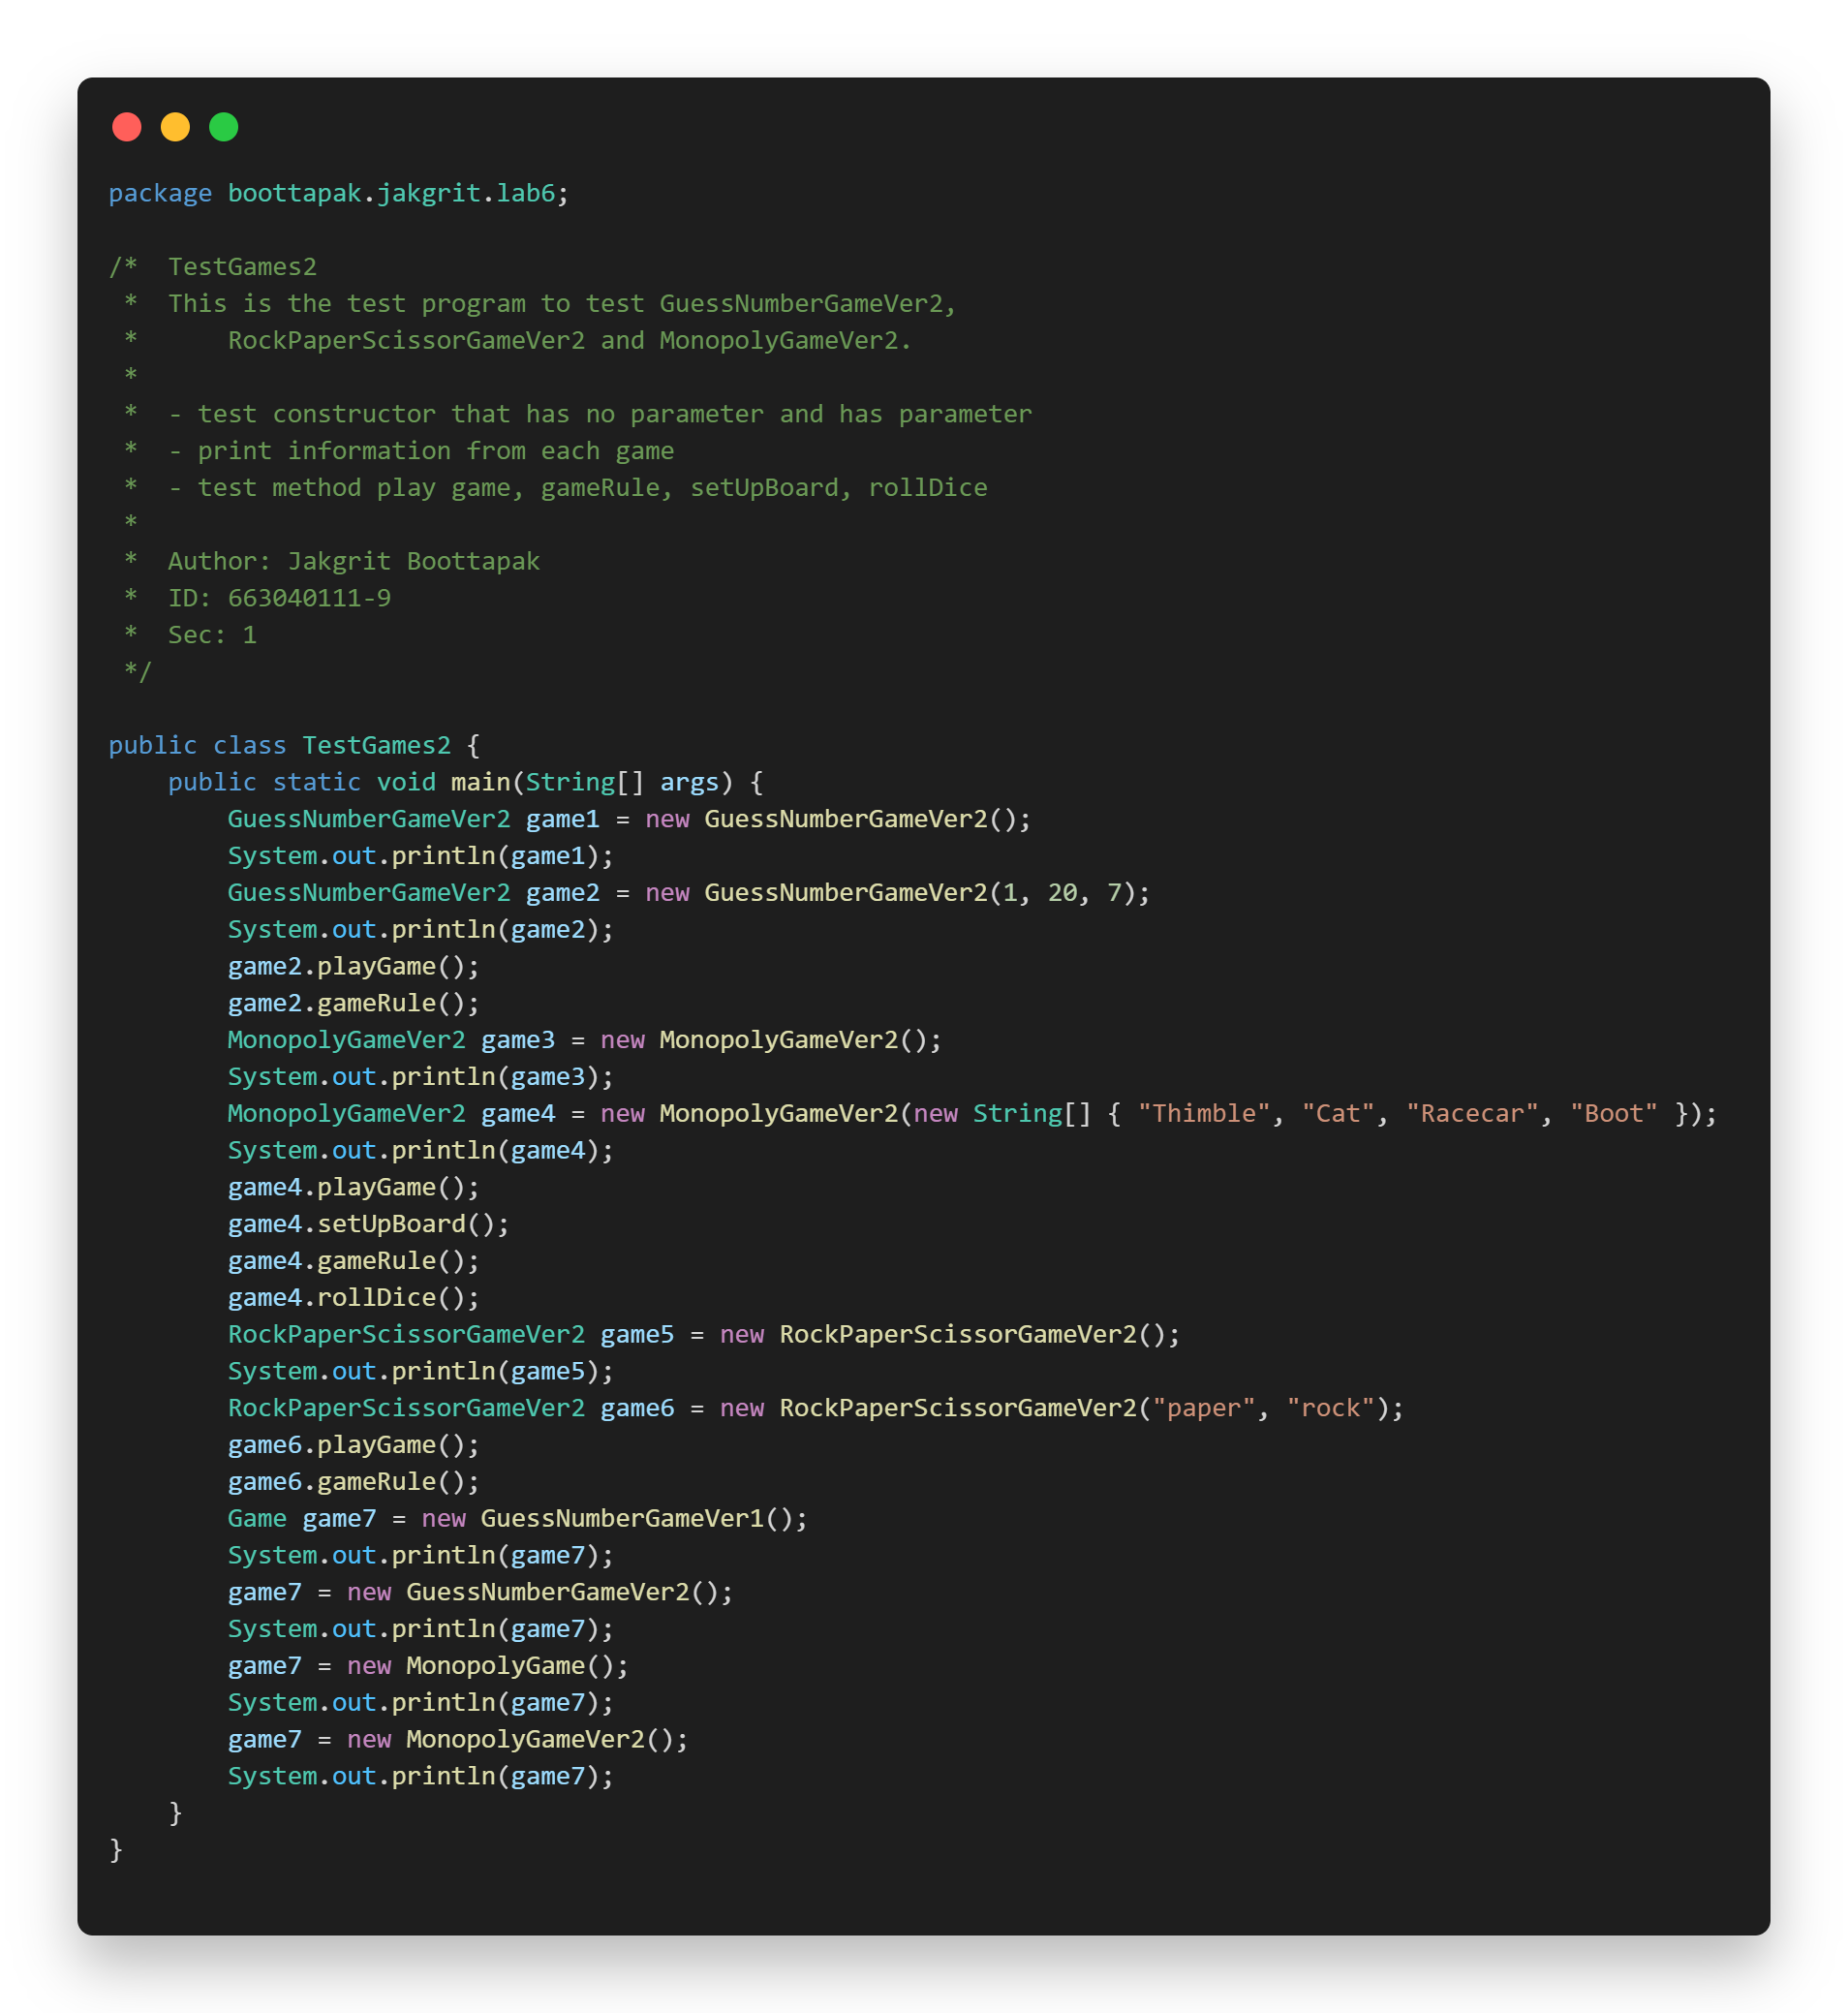 package boottapak.jakgrit.lab6;

/*  TestGames2
 *  This is the test program to test GuessNumberGameVer2,
 *      RockPaperScissorGameVer2 and MonopolyGameVer2.
 *
 *  - test constructor that has no parameter and has parameter
 *  - print information from each game
 *  - test method play game, gameRule, setUpBoard, rollDice
 *
 *  Author: Jakgrit Boottapak
 *  ID: 663040111-9
 *  Sec: 1
 */

public class TestGames2 {
    public static void main(String[] args) {
        GuessNumberGameVer2 game1 = new GuessNumberGameVer2();
        System.out.println(game1);
        GuessNumberGameVer2 game2 = new GuessNumberGameVer2(1, 20, 7);
        System.out.println(game2);
        game2.playGame();
        game2.gameRule();
        MonopolyGameVer2 game3 = new MonopolyGameVer2();
        System.out.println(game3);
        MonopolyGameVer2 game4 = new MonopolyGameVer2(new String[] { "Thimble", "Cat", "Racecar", "Boot" });
        System.out.println(game4);
        game4.playGame();
        game4.setUpBoard();
        game4.gameRule();
        game4.rollDice();
        RockPaperScissorGameVer2 game5 = new RockPaperScissorGameVer2();
        System.out.println(game5);
        RockPaperScissorGameVer2 game6 = new RockPaperScissorGameVer2("paper", "rock");
        game6.playGame();
        game6.gameRule();
        Game game7 = new GuessNumberGameVer1();
        System.out.println(game7);
        game7 = new GuessNumberGameVer2();
        System.out.println(game7);
        game7 = new MonopolyGame();
        System.out.println(game7);
        game7 = new MonopolyGameVer2();
        System.out.println(game7);
    }
}